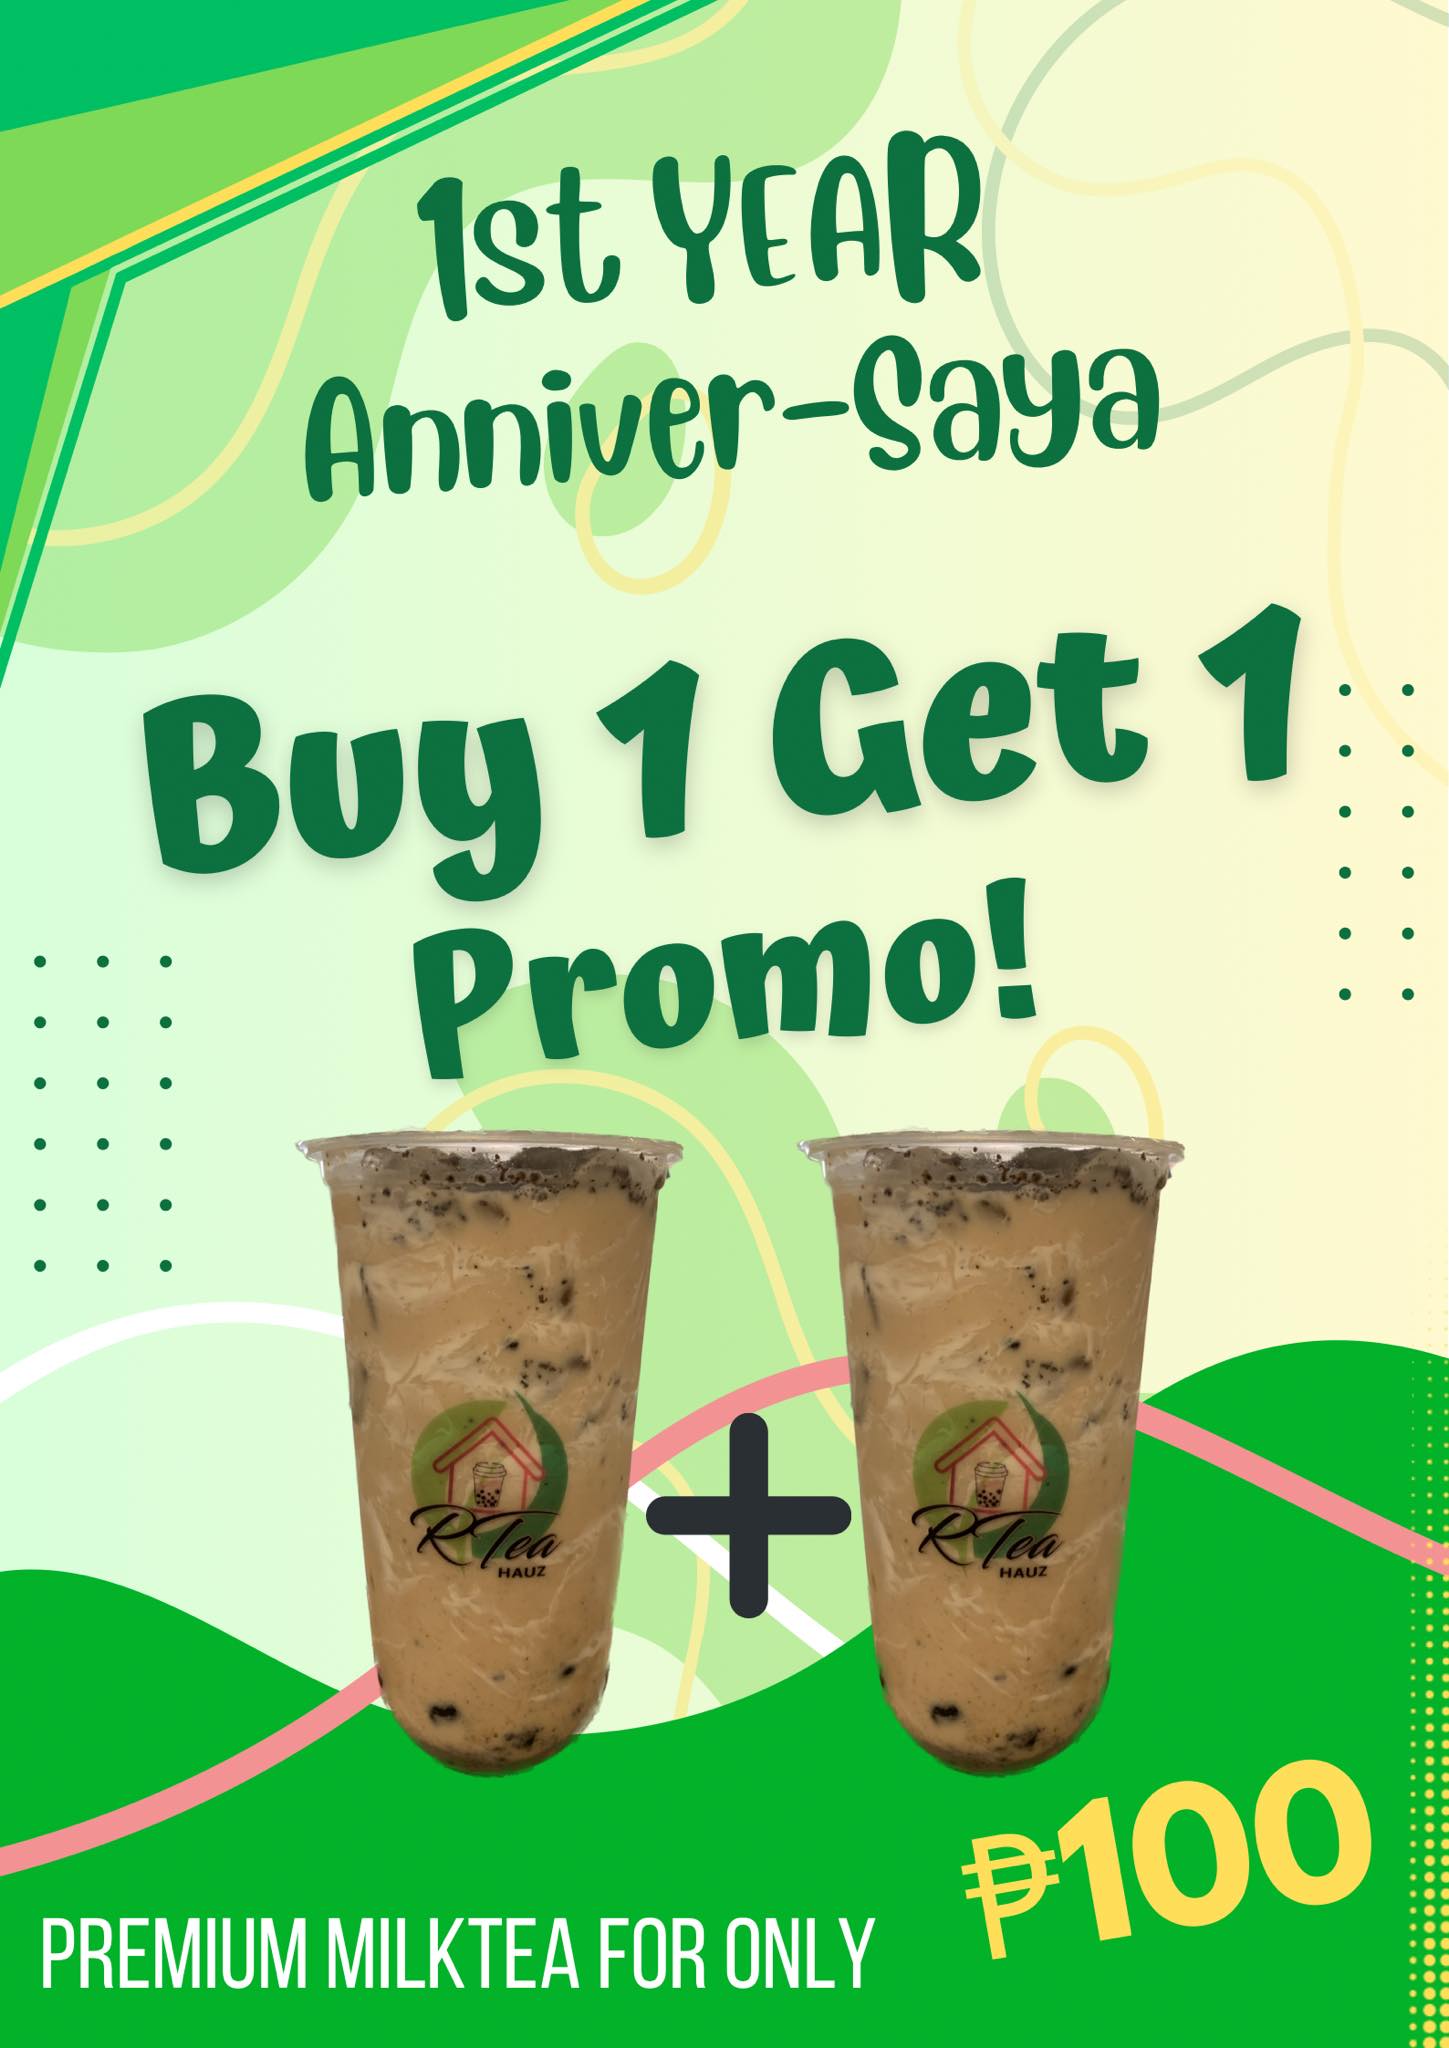 1st YEAR
Anniver-Saya
Buy 1 Get 1
Promo!
RTea
HAUZ
RTea
HAUZ
₱100
PREMIUM MILKTEA FOR ONLY